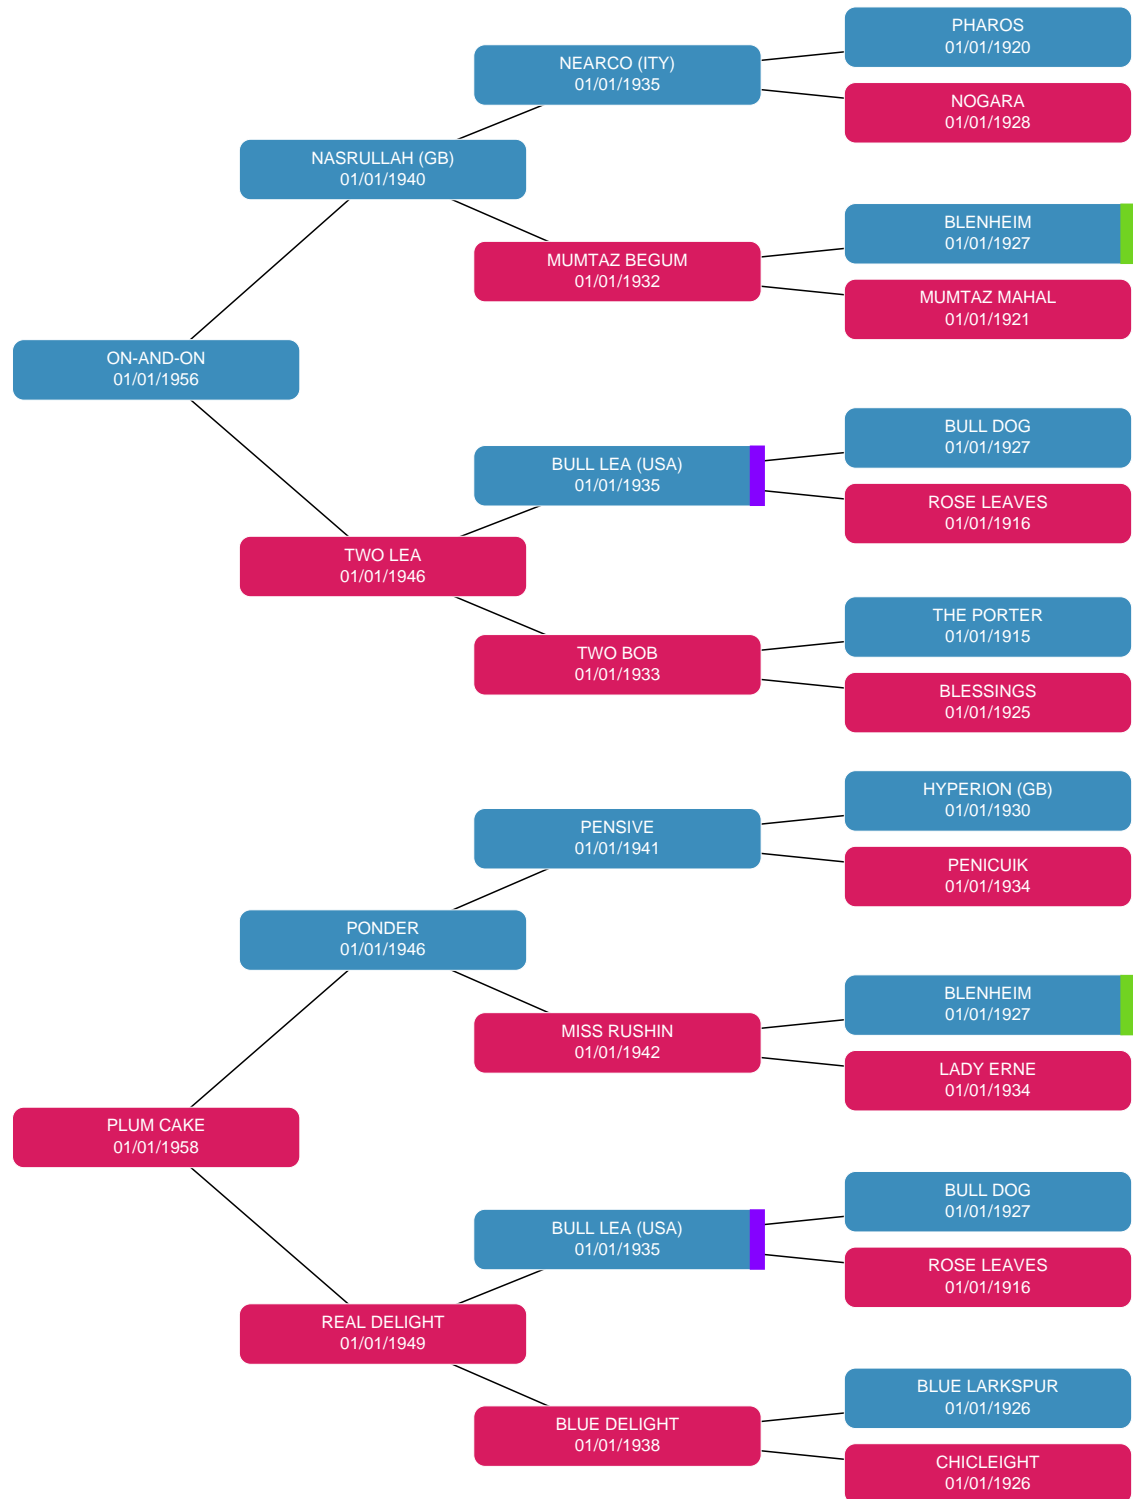 PHAROS
01/01/1920
NEARCO (ITY)
01/01/1935
NOGARA
01/01/1928
NASRULLAH (GB)
01/01/1940
BLENHEIM
01/01/1927
MUMTAZ BEGUM
01/01/1932
MUMTAZ MAHAL
01/01/1921
ON-AND-ON
01/01/1956
BULL DOG
01/01/1927
BULL LEA (USA)
01/01/1935
ROSE LEAVES
01/01/1916
TWO LEA
01/01/1946
THE PORTER
01/01/1915
TWO BOB
01/01/1933
BLESSINGS
01/01/1925
HYPERION (GB)
01/01/1930
PENSIVE
01/01/1941
PENICUIK
01/01/1934
PONDER
01/01/1946
BLENHEIM
01/01/1927
MISS RUSHIN
01/01/1942
LADY ERNE
01/01/1934
PLUM CAKE
01/01/1958
BULL DOG
01/01/1927
BULL LEA (USA)
01/01/1935
ROSE LEAVES
01/01/1916
REAL DELIGHT
01/01/1949
BLUE LARKSPUR
01/01/1926
BLUE DELIGHT
01/01/1938
CHICLEIGHT
01/01/1926